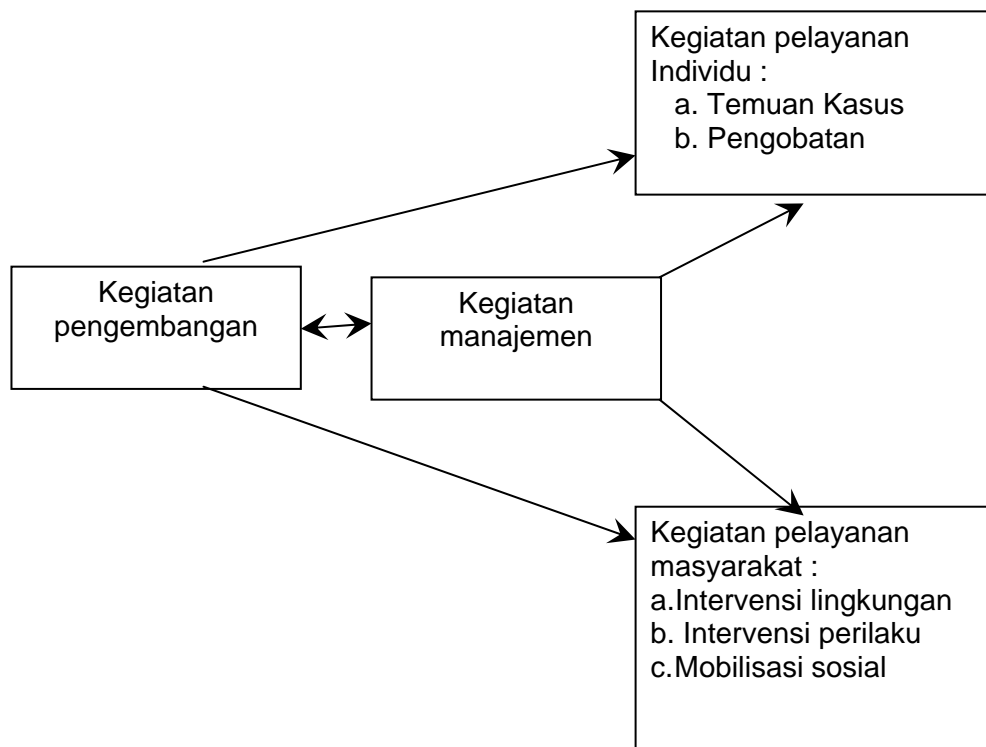 Kegiatan pelayanan
Individu :
a. Temuan Kasus
b. Pengobatan
Kegiatan
pengembangan
Kegiatan
manajemen
Kegiatan pelayanan
masyarakat :
a.Intervensi lingkungan
b. Intervensi perilaku
c.Mobilisasi sosial